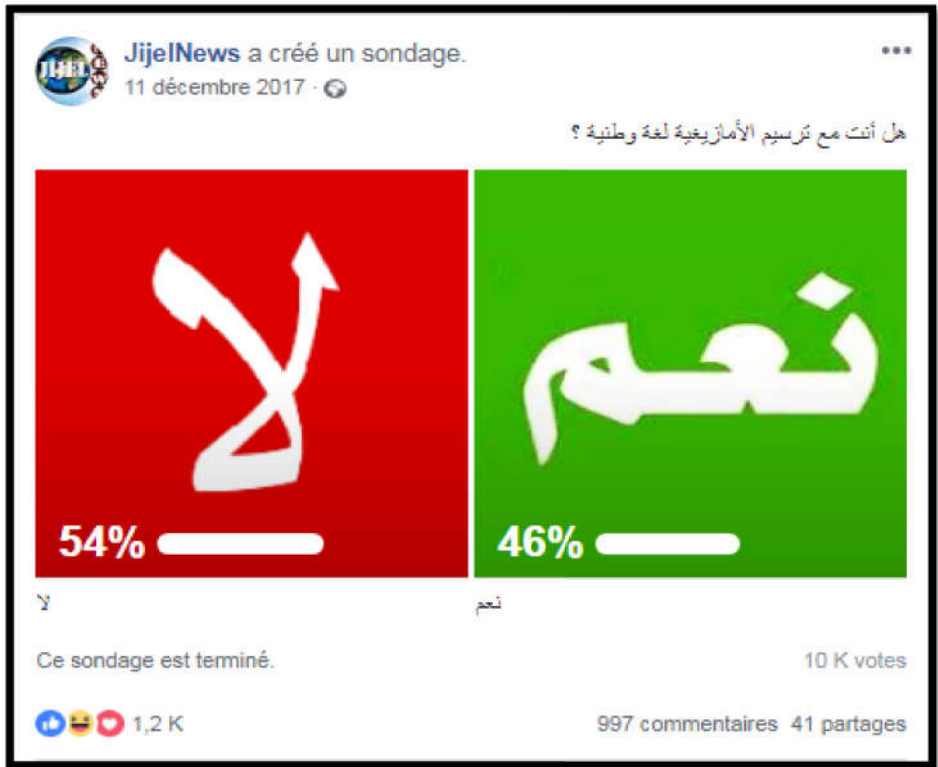 JijelNews a créé un sondage.
11 décembre 2017 ·
هل أنت مع ترسيم الأمازيغية لغة وطنية ؟
لا
نعم
54%
46%
لا
نعم
Ce sondage est terminé.
10 K votes
1,2 K
997 commentaires 41 partages